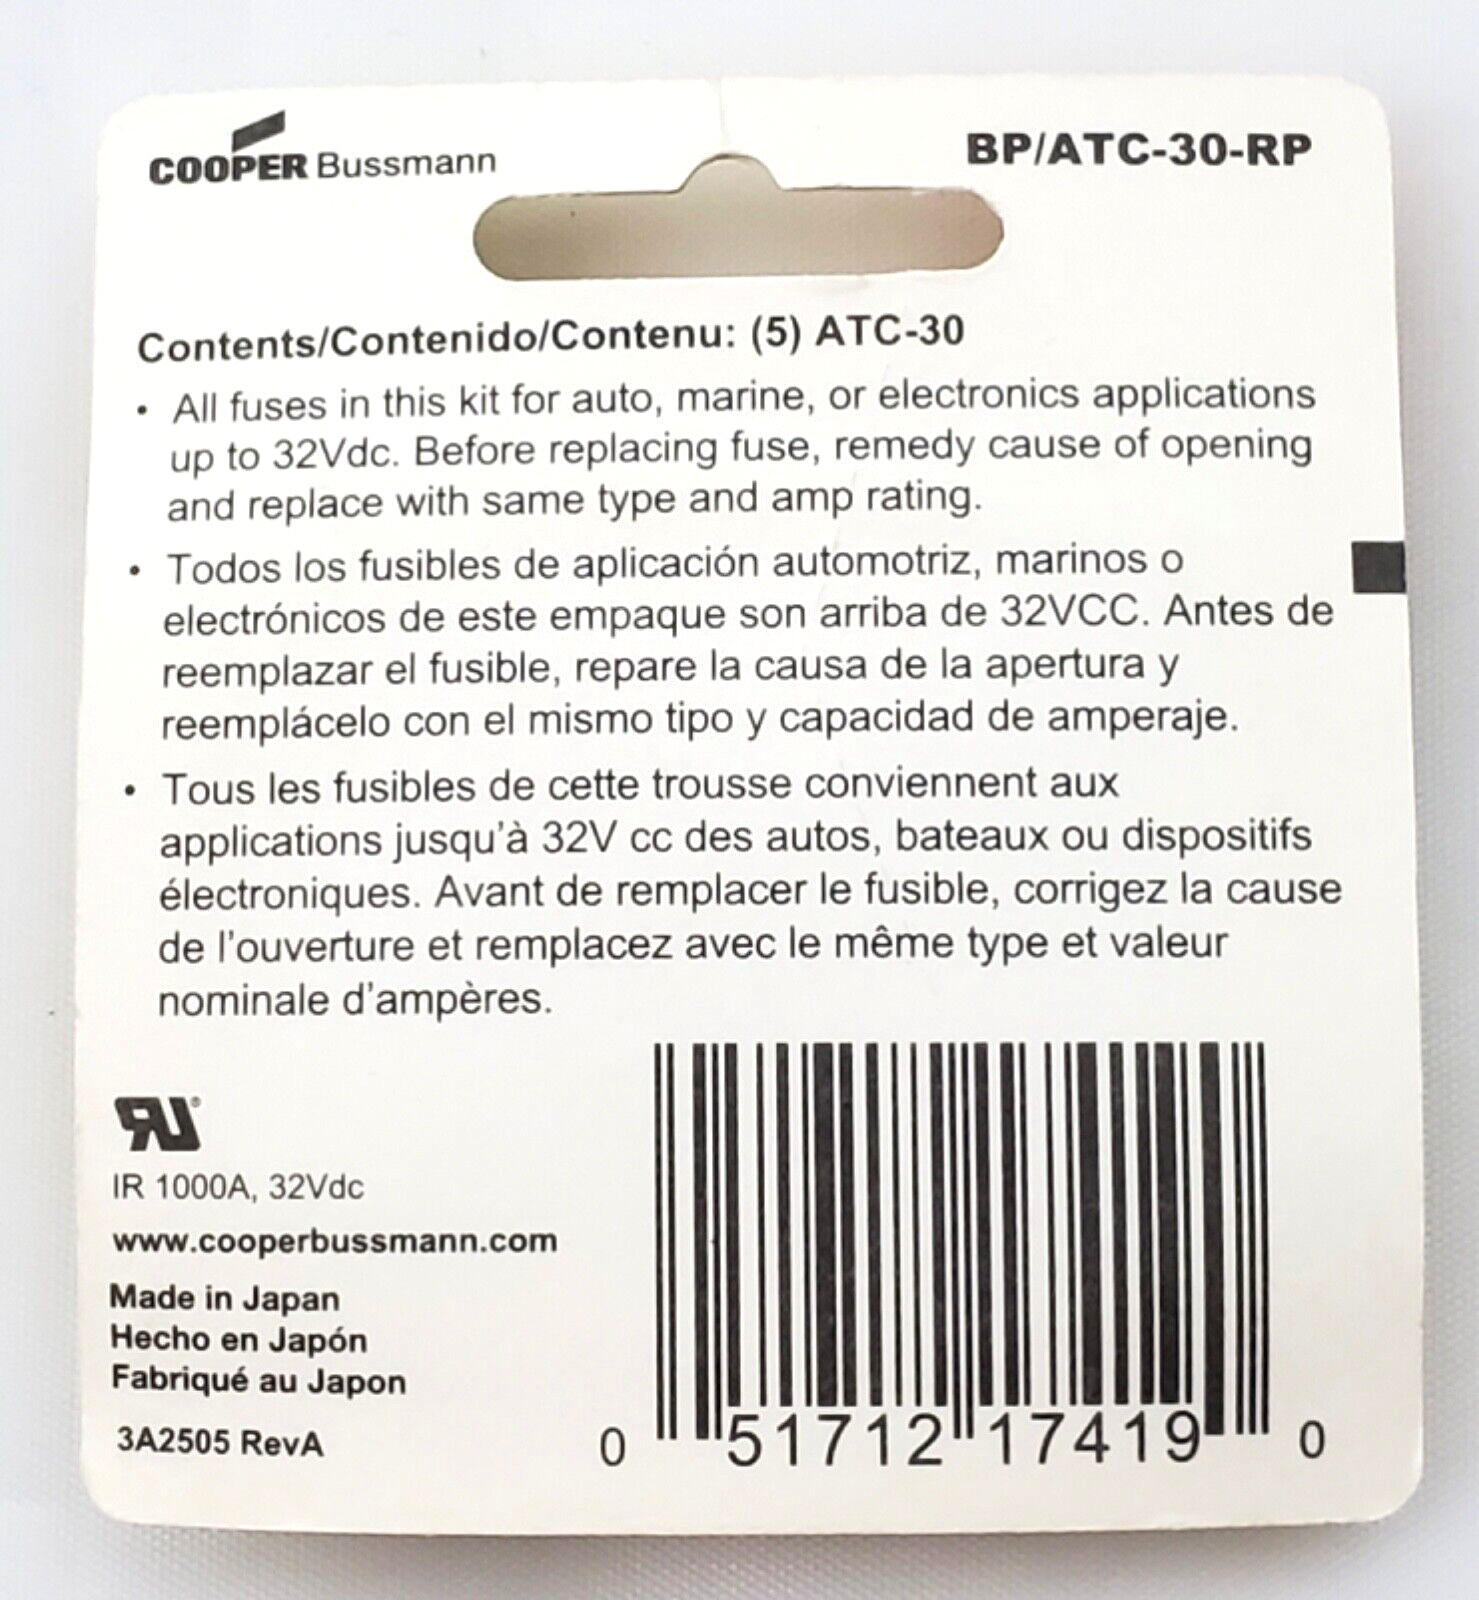 COOPER Bussmann
BP/ATC-30-RP
Contents/Contenido/Contenu: (5) ATC-30
• All fuses in this kit for auto, marine, or electronics applications
up to 32Vdc. Before replacing fuse, remedy cause of opening
and replace with same type and amp rating.
• Todos los fusibles de aplicación automotriz, marinos o
electrónicos de este empaque son arriba de 32VCC. Antes de
reemplazar el fusible, repare la causa de la apertura y
reemplácelo con el mismo tipo y capacidad de amperaje.
• Tous les fusibles de cette trousse conviennent aux
applications jusqu'à 32V cc des autos, bateaux ou dispositifs
électroniques. Avant de remplacer le fusible, corrigez la cause
de l'ouverture et remplacez avec le même type et valeur
nominale d'ampères.
RU®
IR 1000A, 32Vdc
www.cooperbussmann.com
Made in Japan
Hecho en Japón
Fabriqué au Japon
3A2505 RevA
0 51712 17419 0